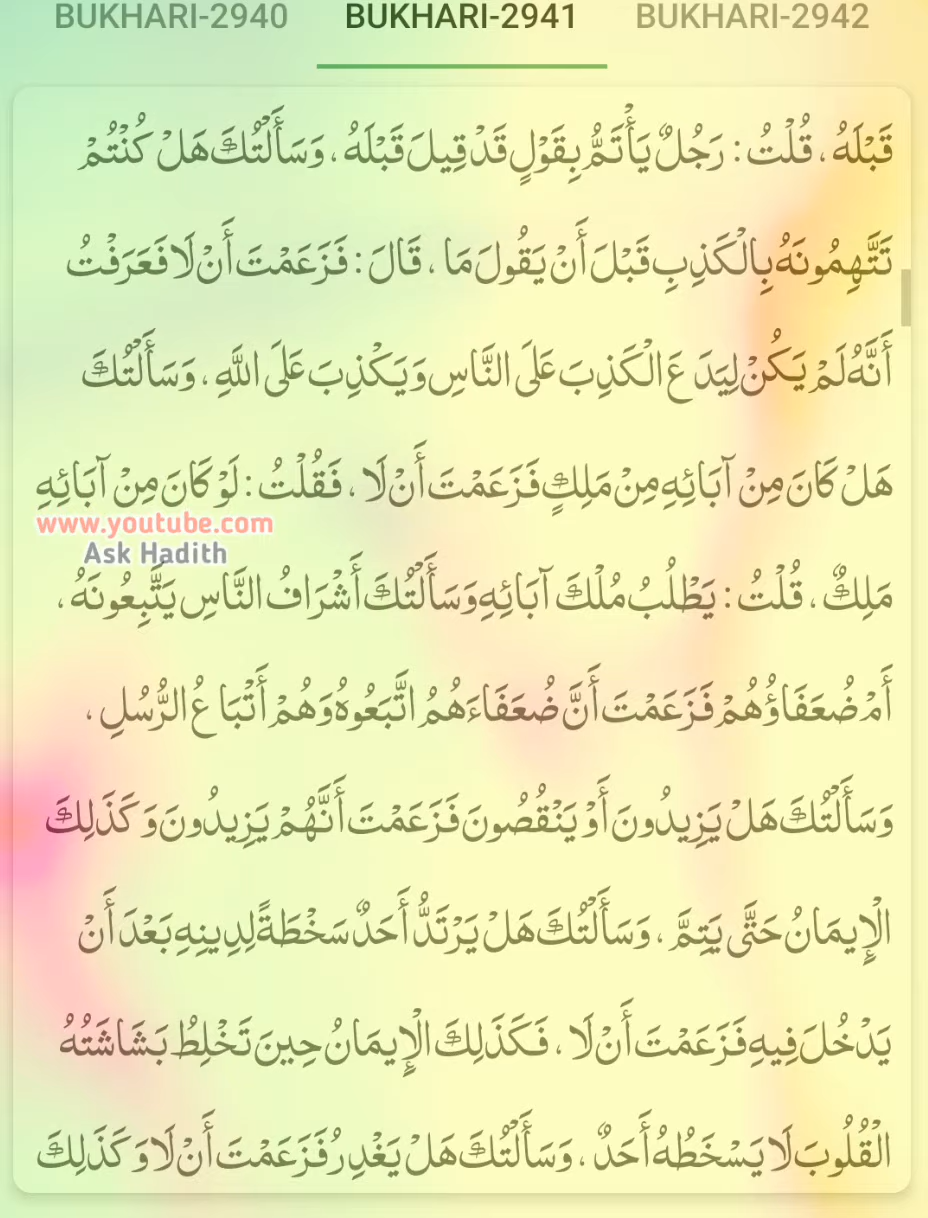 BUKHARI-2940 BUKHARI-2941 BUKHARI-2942
قَبْلَهُ ، قُلْتُ : رَجُلٌ يَأْتَمُّ بِقَوْلٍ قَدْ قِيلَ قَبْلَهُ ، وَسَأَلْتُكَ هَلْ كُنْتُمْ
تَتَّهِمُونَهُ بِالْكَذِبِ قَبْلَ أَنْ يَقُولَ مَا ، قَالَ : فَزَعَمْتَ أَنْ لَا فَعَرَفْتُ
أَنَّهُ لَمْ يَكُنْ لِيَدَ عَ الْكَذِبَ عَلَى النَّاسِ وَيَكْذِبَ عَلَى اللَّهِ ، وَسَأَلْتُكَ
هَلْ كَانَ مِنْ آبَائِهِ مِنْ مَلِكٍ فَزَعَمْتَ أَنْ لَا ، فَقُلْتُ : لَوْ كَانَ مِنْ آبَائِهِ
www.youtube.com
Ask Hadith
مَلِكٌ ، قُلْتُ : يَطْلُبُ مُلْكَ آبَائِهِ وَسَأَلْتُكَ أَشْرَافُ النَّاسِ يَتَّبِعُونَهُ ،
أَمْ ضُعَفَاؤُهُمْ فَزَعَمْتَ أَنَّ ضُعَفَاءَهُمُ اتَّبَعُوهُ وَهُمْ أَتْبَا عُ الرُّسُلِ ،
وَسَأَلْتُكَ هَلْ يَزِيدُونَ أَوْ يَنْقُصُونَ فَزَعَمْتَ أَنَّهُمْ يَزِيدُونَ وَكَذَلِكَ
الْإِيمَانُ حَتَّى يَتِمَّ ، وَسَأَلْتُكَ هَلْ يَرْتَدُّ أَحَدٌ سَخْطَةً لِدِينِهِ بَعْدَ أَنْ
يَدْخُلَ فِيهِ فَزَعَمْتَ أَنْ لَا ، فَكَذَلِكَ الْإِيمَانُ حِينَ تَخْلِطُ بَشَاشَتُهُ
الْقُلُوبَ لَا يَسْخَطُهُ أَحَدٌ ، وَسَأَلْتُكَ هَلْ يَغْدِرُ فَزَعَمْتَ أَنْ لَا وَكَذَلِكَ